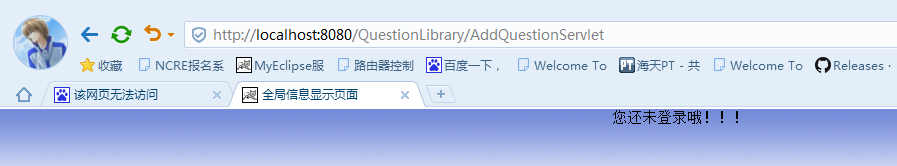 http://localhost:8080/QuestionLibrary/AddQuestionServlet
收藏 NCRE报名系 MyEclipse服 路由器控制 百度一下， Welcome To 海天PT - 共 Welcome To Releases ·
该网页无法访问 全局信息显示页面
您还未登录哦！！！